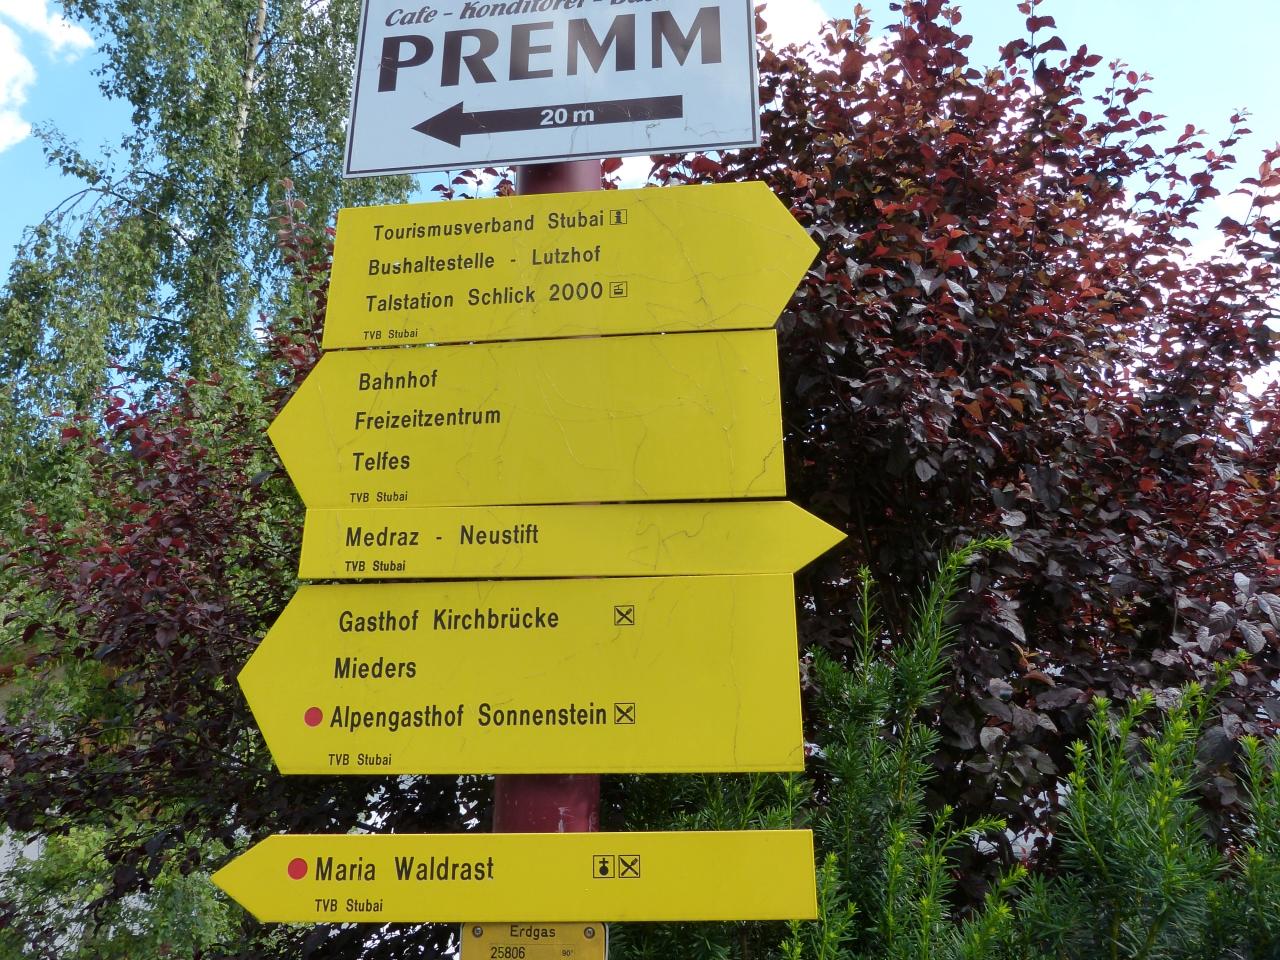 Cafe - Konditorei -
PREMM
20 m
Tourismusverband Stubai
Bushaltestelle - Lutzhof
Talstation Schlick 2000
TVB Stubai
Bahnhof
Freizeitzentrum
Telfes
TVB Stubai
Medraz - Neustift
TVB Stubai
Gasthof Kirchbrücke
Mieders
Alpengasthof Sonnenstein
TVB Stubai
Maria Waldrast
TVB Stubai
Erdgas
25806 90°